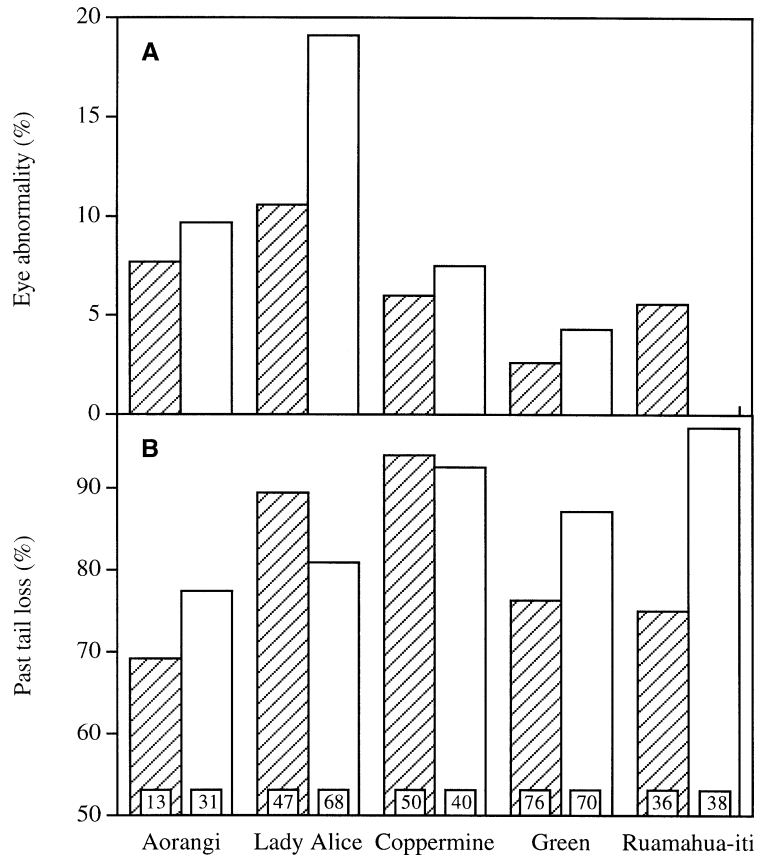 20
A
15
10
5
0
Eye abnormality (%)
B
90
80
70
60
50
Past tail loss (%)
13 31 47 68 50 40 76 70 36 38
Aorangi Lady Alice Coppermine Green Ruamahua-iti